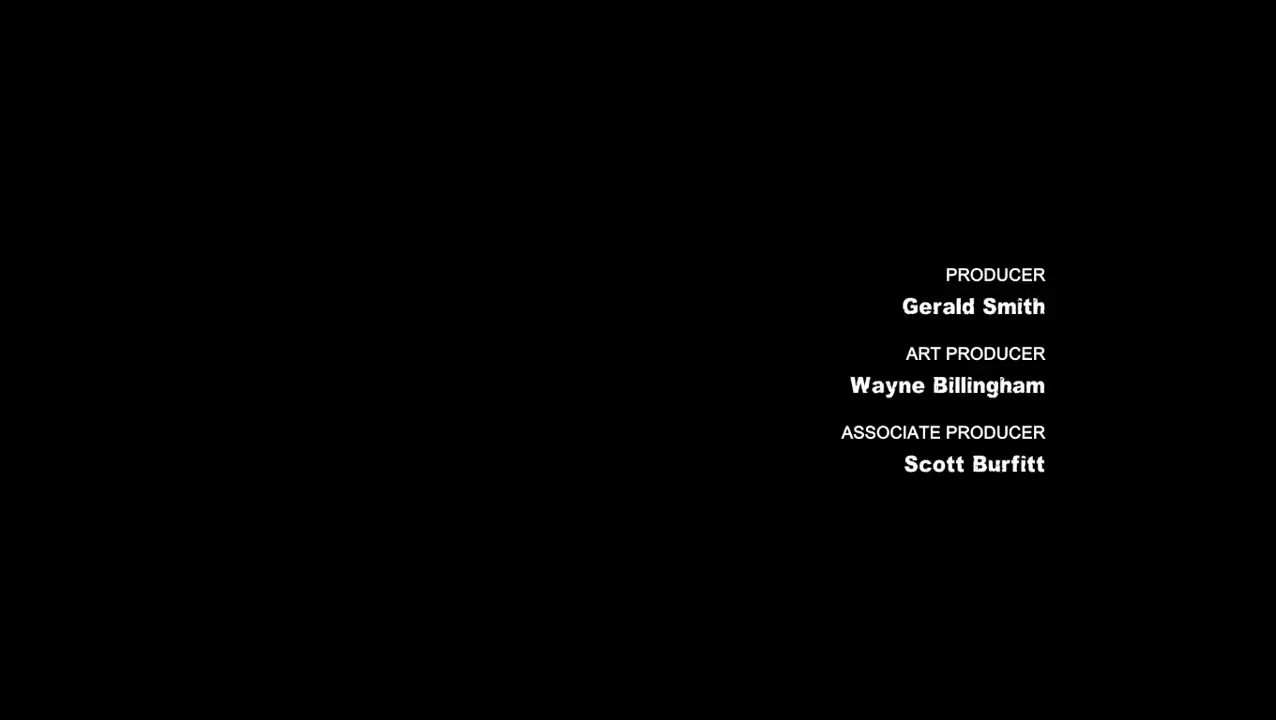 PRODUCER
Gerald Smith
ART PRODUCER
Wayne Billingham
ASSOCIATE PRODUCER
Scott Burfitt